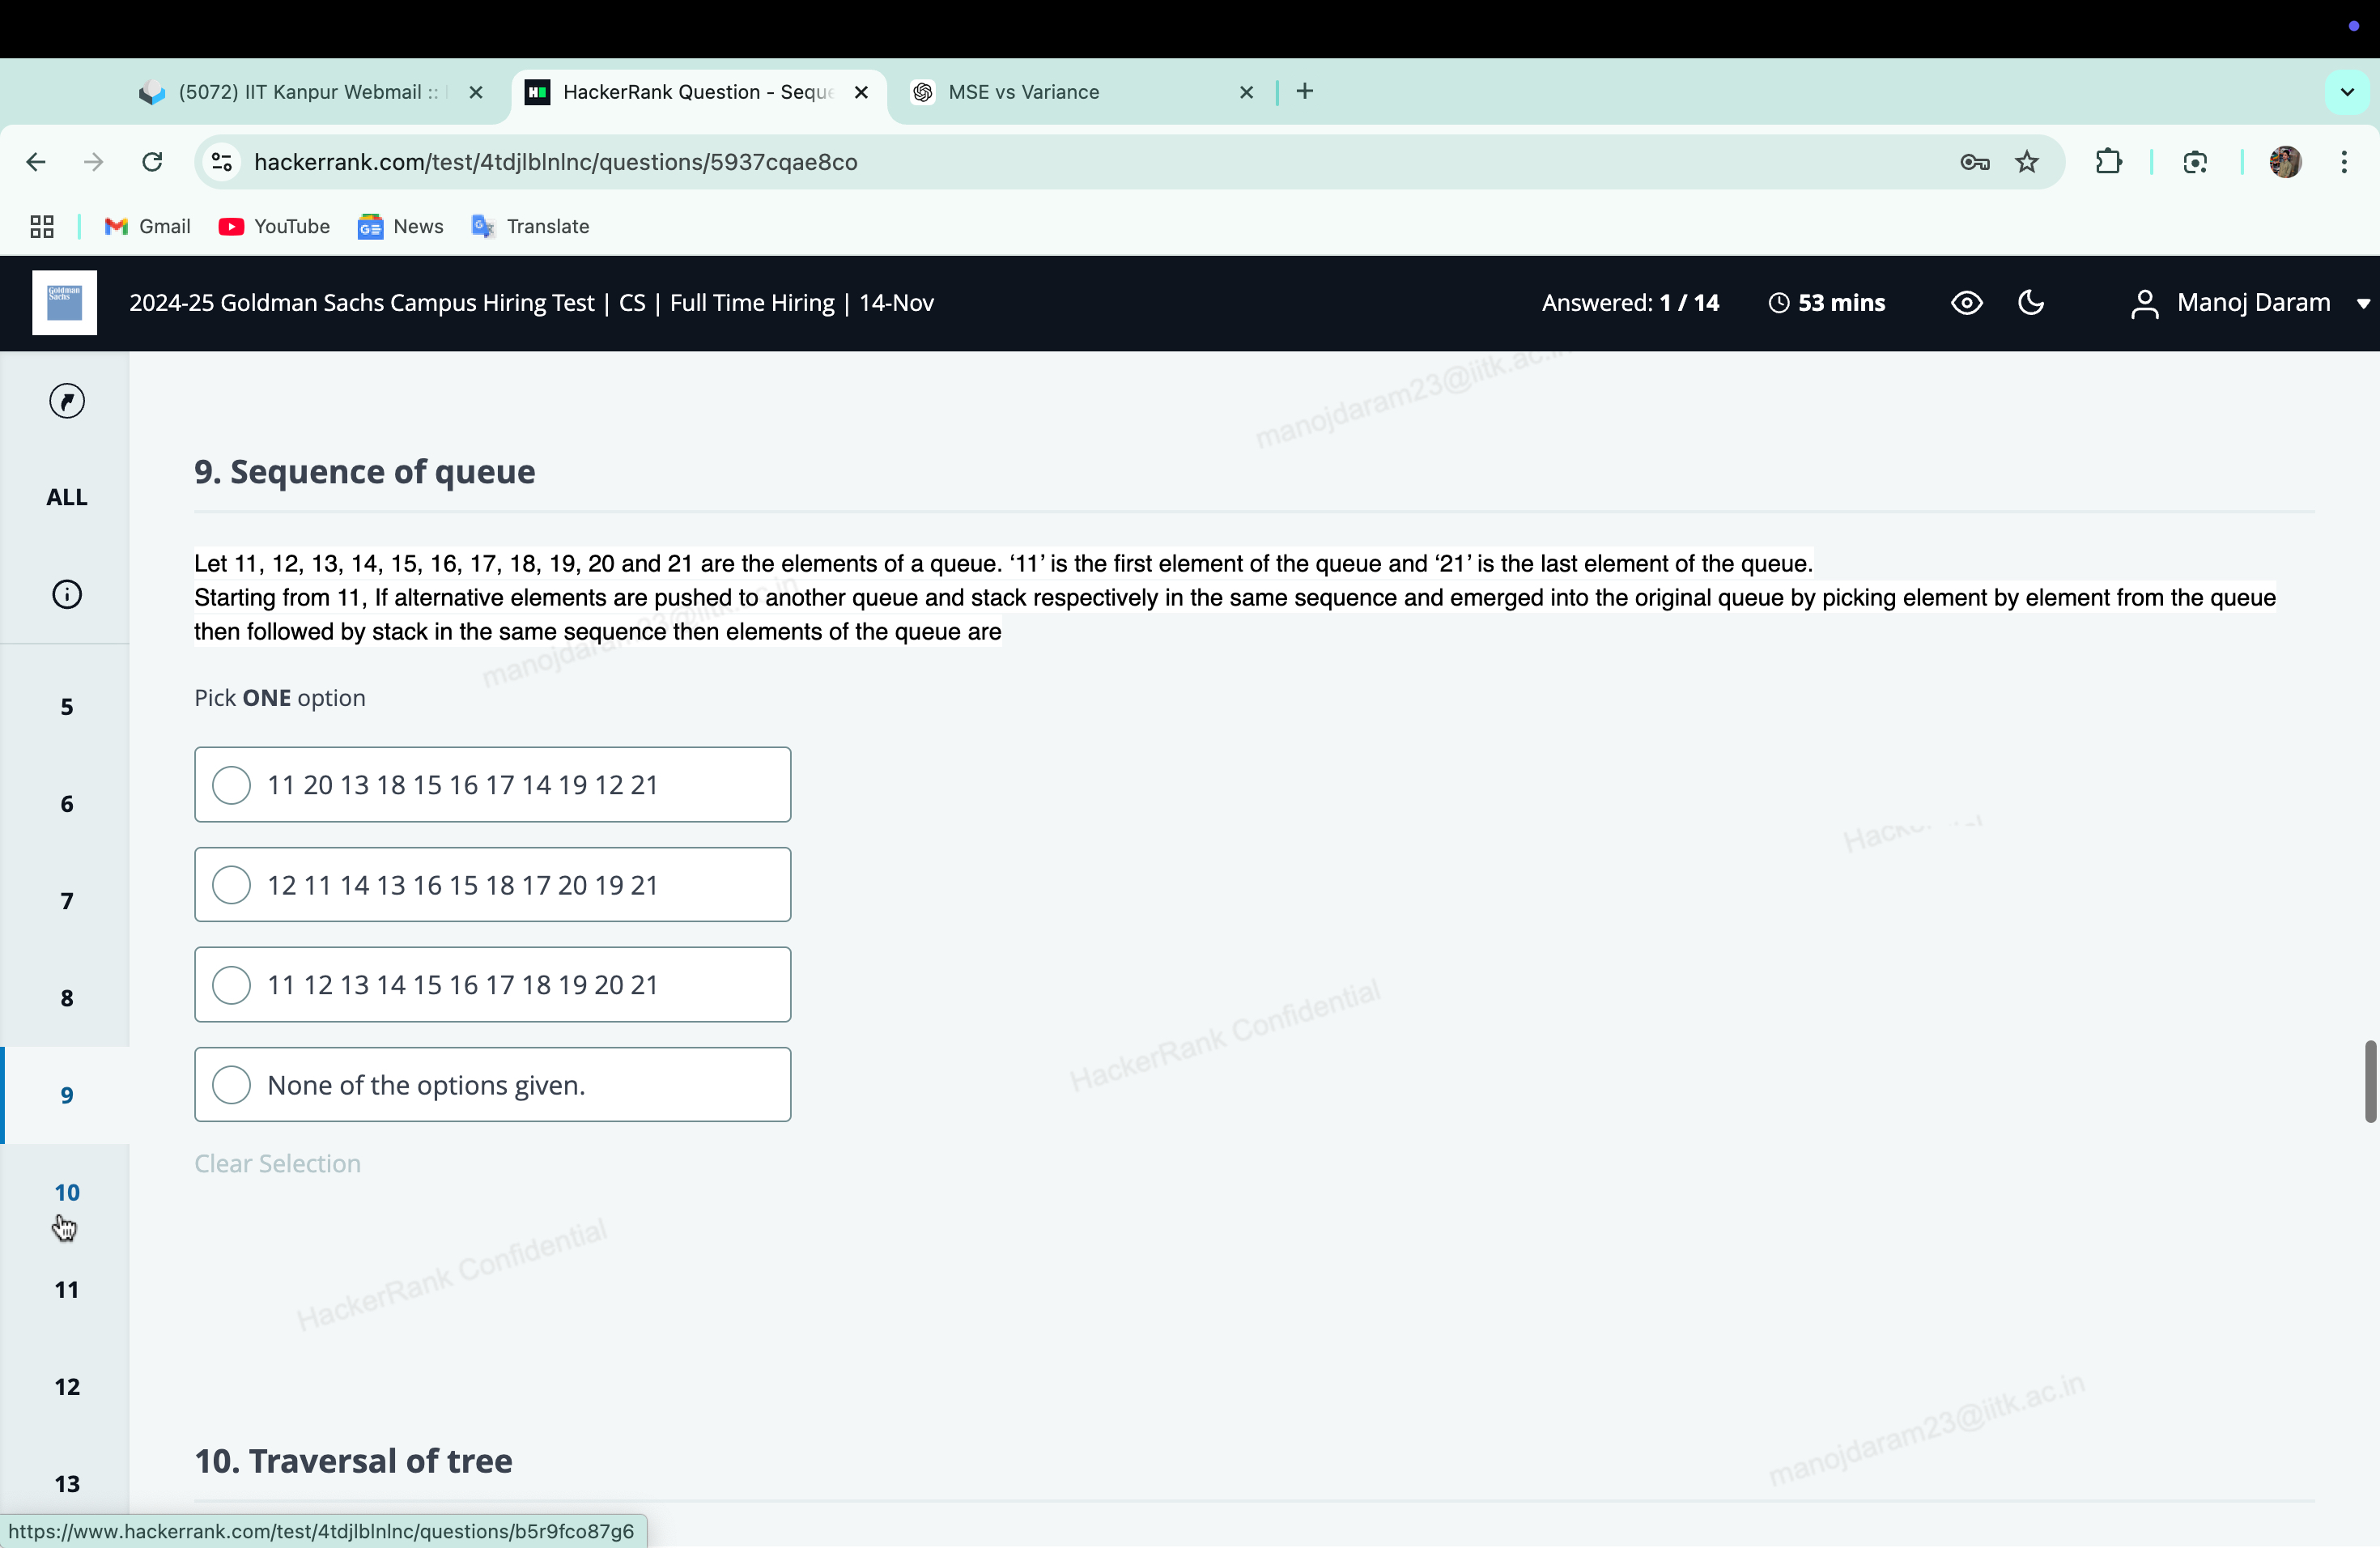 (5072) IIT Kanpur Webmail ::
HackerRank Question - Seque
MSE vs Variance
hackerrank.com/test/4tdjlblnlnc/questions/5937cqae8co
Gmail
YouTube
News
Translate
Goldman
Sachs
2024-25 Goldman Sachs Campus Hiring Test | CS | Full Time Hiring | 14-Nov
Answered: 1 / 14
53 mins
Manoj Daram
manojdaram23@iitk.ac.in
ALL
5
6
7
8
9
10
11
12
13
9. Sequence of queue
Let 11, 12, 13, 14, 15, 16, 17, 18, 19, 20 and 21 are the elements of a queue. ‘11’ is the first element of the queue and ‘21’ is the last element of the queue.
Starting from 11, If alternative elements are pushed to another queue and stack respectively in the same sequence and emerged into the original queue by picking element by element from the queue
then followed by stack in the same sequence then elements of the queue are
manojdaram23@iitk.ac.in
Pick ONE option
11 20 13 18 15 16 17 14 19 12 21
12 11 14 13 16 15 18 17 20 19 21
11 12 13 14 15 16 17 18 19 20 21
None of the options given.
Clear Selection
HackerRank Confidential
HackerRank Confidential
manojdaram23@iitk.ac.in
10. Traversal of tree
https://www.hackerrank.com/test/4tdjlblnlnc/questions/b5r9fco87g6